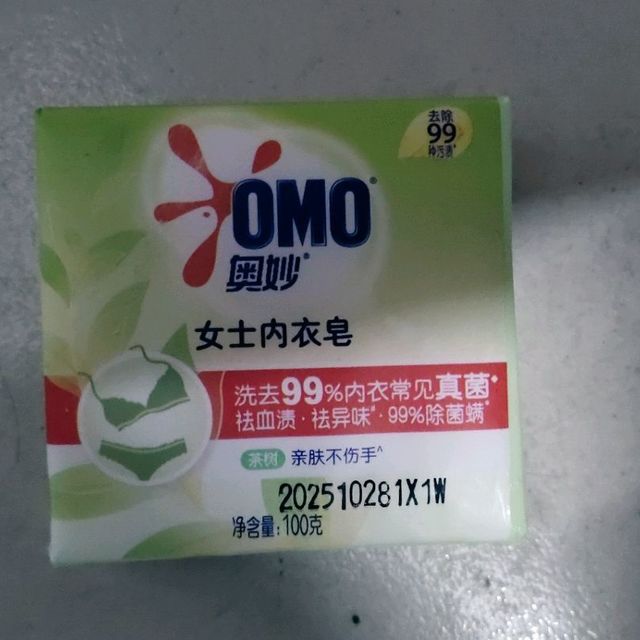 去除
99
种污渍*
OMO®
奥妙®
女士内衣皂
洗去99%内衣常见真菌*
祛血渍·祛异味#·99%除菌螨*
茶树 亲肤不伤手^
202510281X1W
净含量:100克